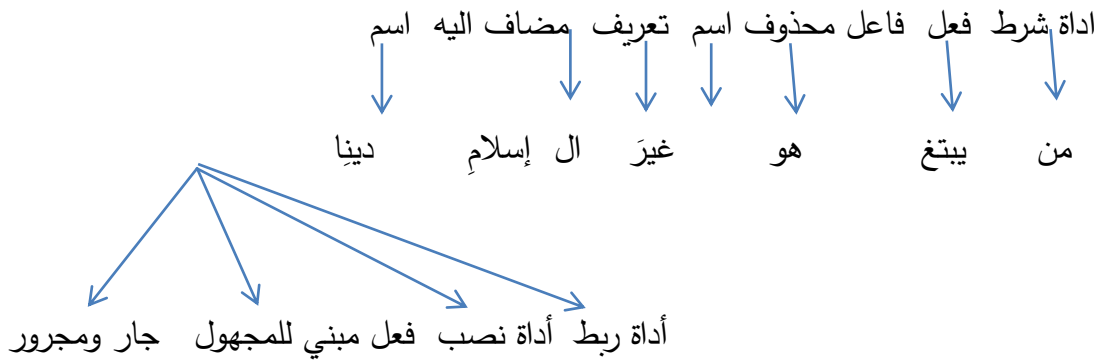 اداة شرط فعل فاعل محذوف اسم تعريف مضاف اليه اسم
من يبتغ هو غيرَ ال إسلامِ دينِا
أداة ربط أداة نصب فعل مبني للمجهول جار ومجرور